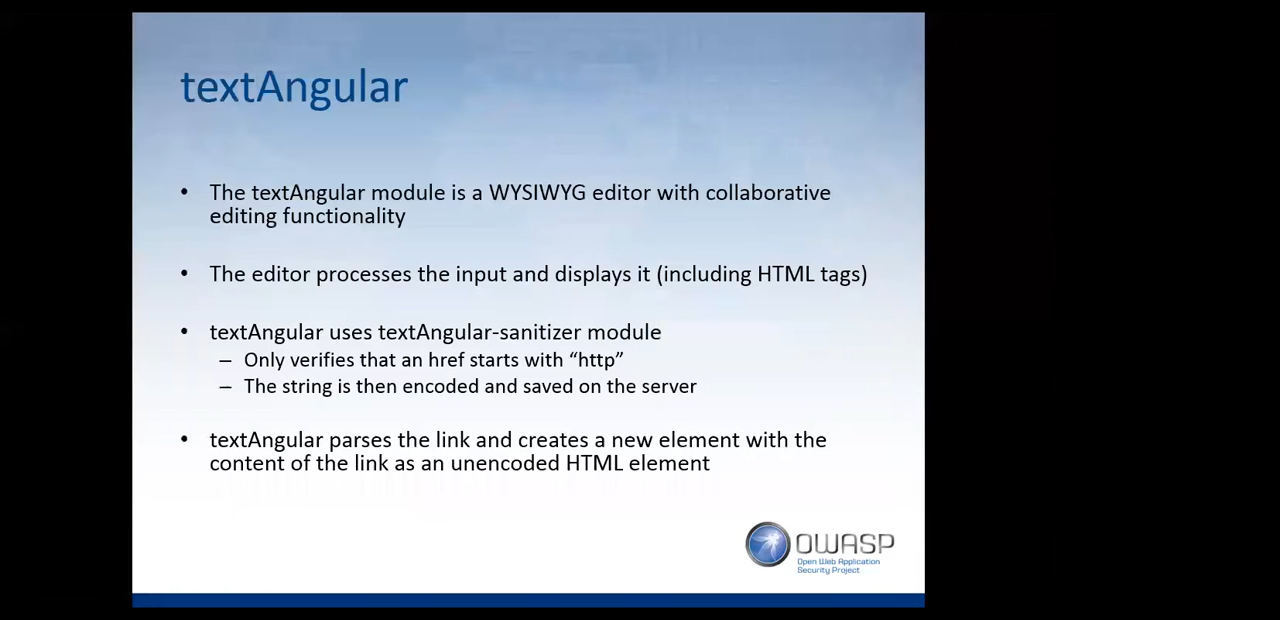 textAngular
• The textAngular module is a WYSIWYG editor with collaborative
editing functionality
• The editor processes the input and displays it (including HTML tags)
• textAngular uses textAngular-sanitizer module
– Only verifies that an href starts with “http”
– The string is then encoded and saved on the server
• textAngular parses the link and creates a new element with the
content of the link as an unencoded HTML element
OWASP
Open Web Application
Security Project